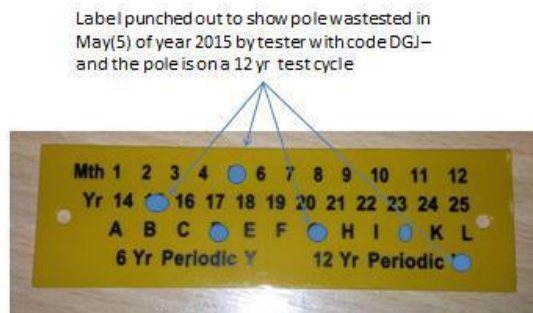 Label punched out to show pole was tested in
May(5) of year 2015 by tester with code DGJ–
and the pole is on a 12 yr test cycle
Mth 1 2 3 4 6 7 8 9 10 11 12
Yr 14 16 17 18 19 20 21 22 23 24 25
A B C E F H I K L
6 Yr Periodic Y 12 Yr Periodic